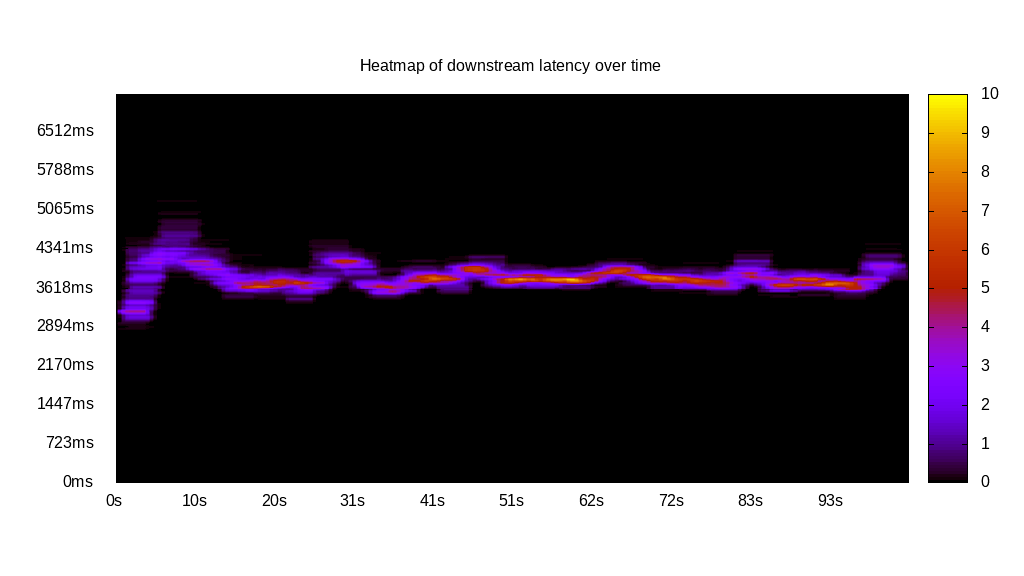 Heatmap of downstream latency over time
6512ms
5788ms
5065ms
4341ms
3618ms
2894ms
2170ms
1447ms
723ms
0ms
0s 10s 20s 31s 41s 51s 62s 72s 83s 93s
10
9
8
7
6
5
4
3
2
1
0